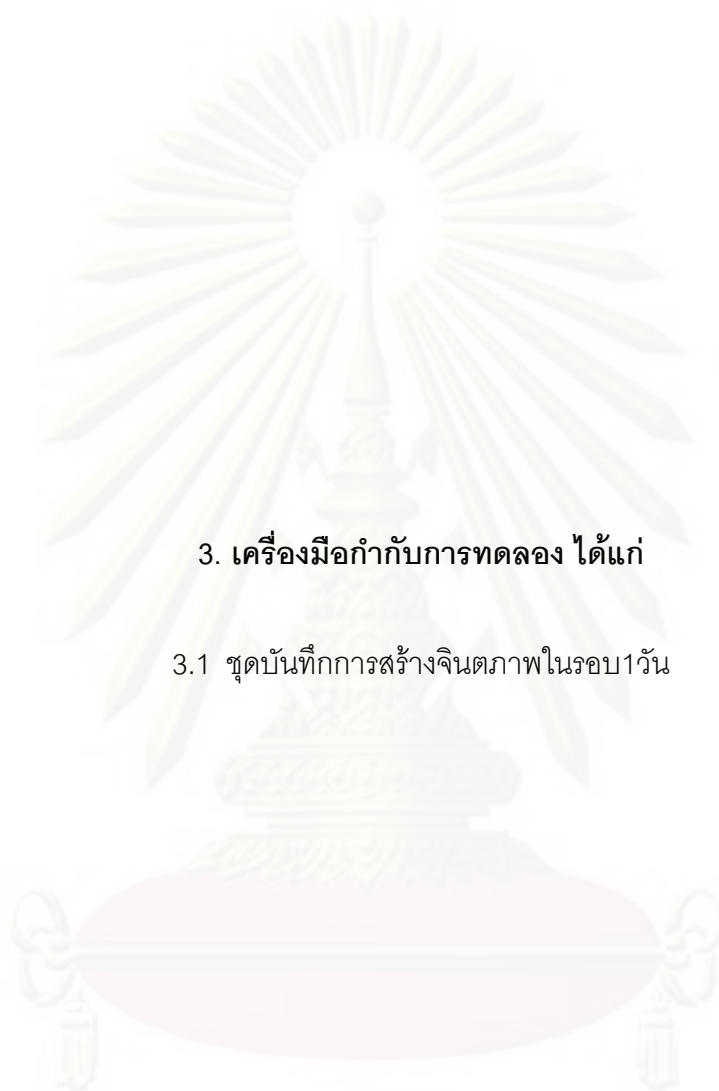 3. เครื่องมือกำกับการทดลอง ได้แก่
3.1 ชุดบันทึกการสร้างจินตภาพในรอบ1วัน